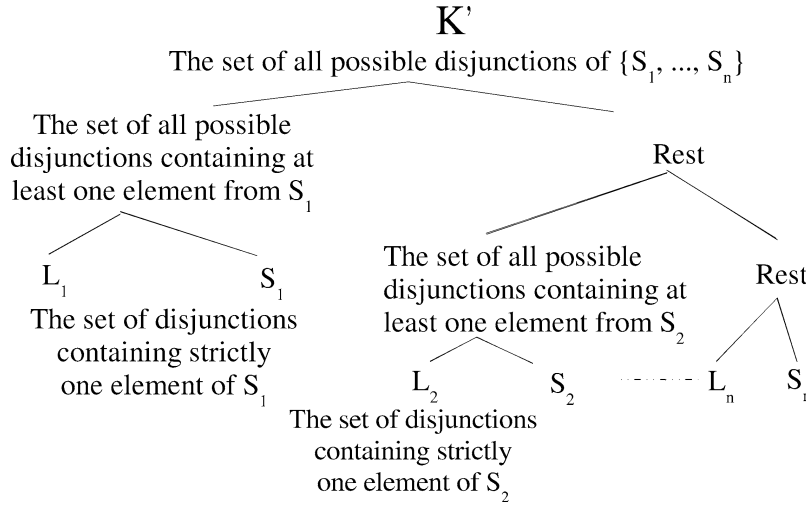 K’
The set of all possible disjunctions of {S₁, ..., Sₙ}
The set of all possible
disjunctions containing at
least one element from S₁
Rest
L₁
S₁
The set of disjunctions
containing strictly
one element of S₁
The set of all possible
disjunctions containing at
least one element from S₂
Rest
L₂
S₂
Lₙ
Sₙ
The set of disjunctions
containing strictly
one element of S₂